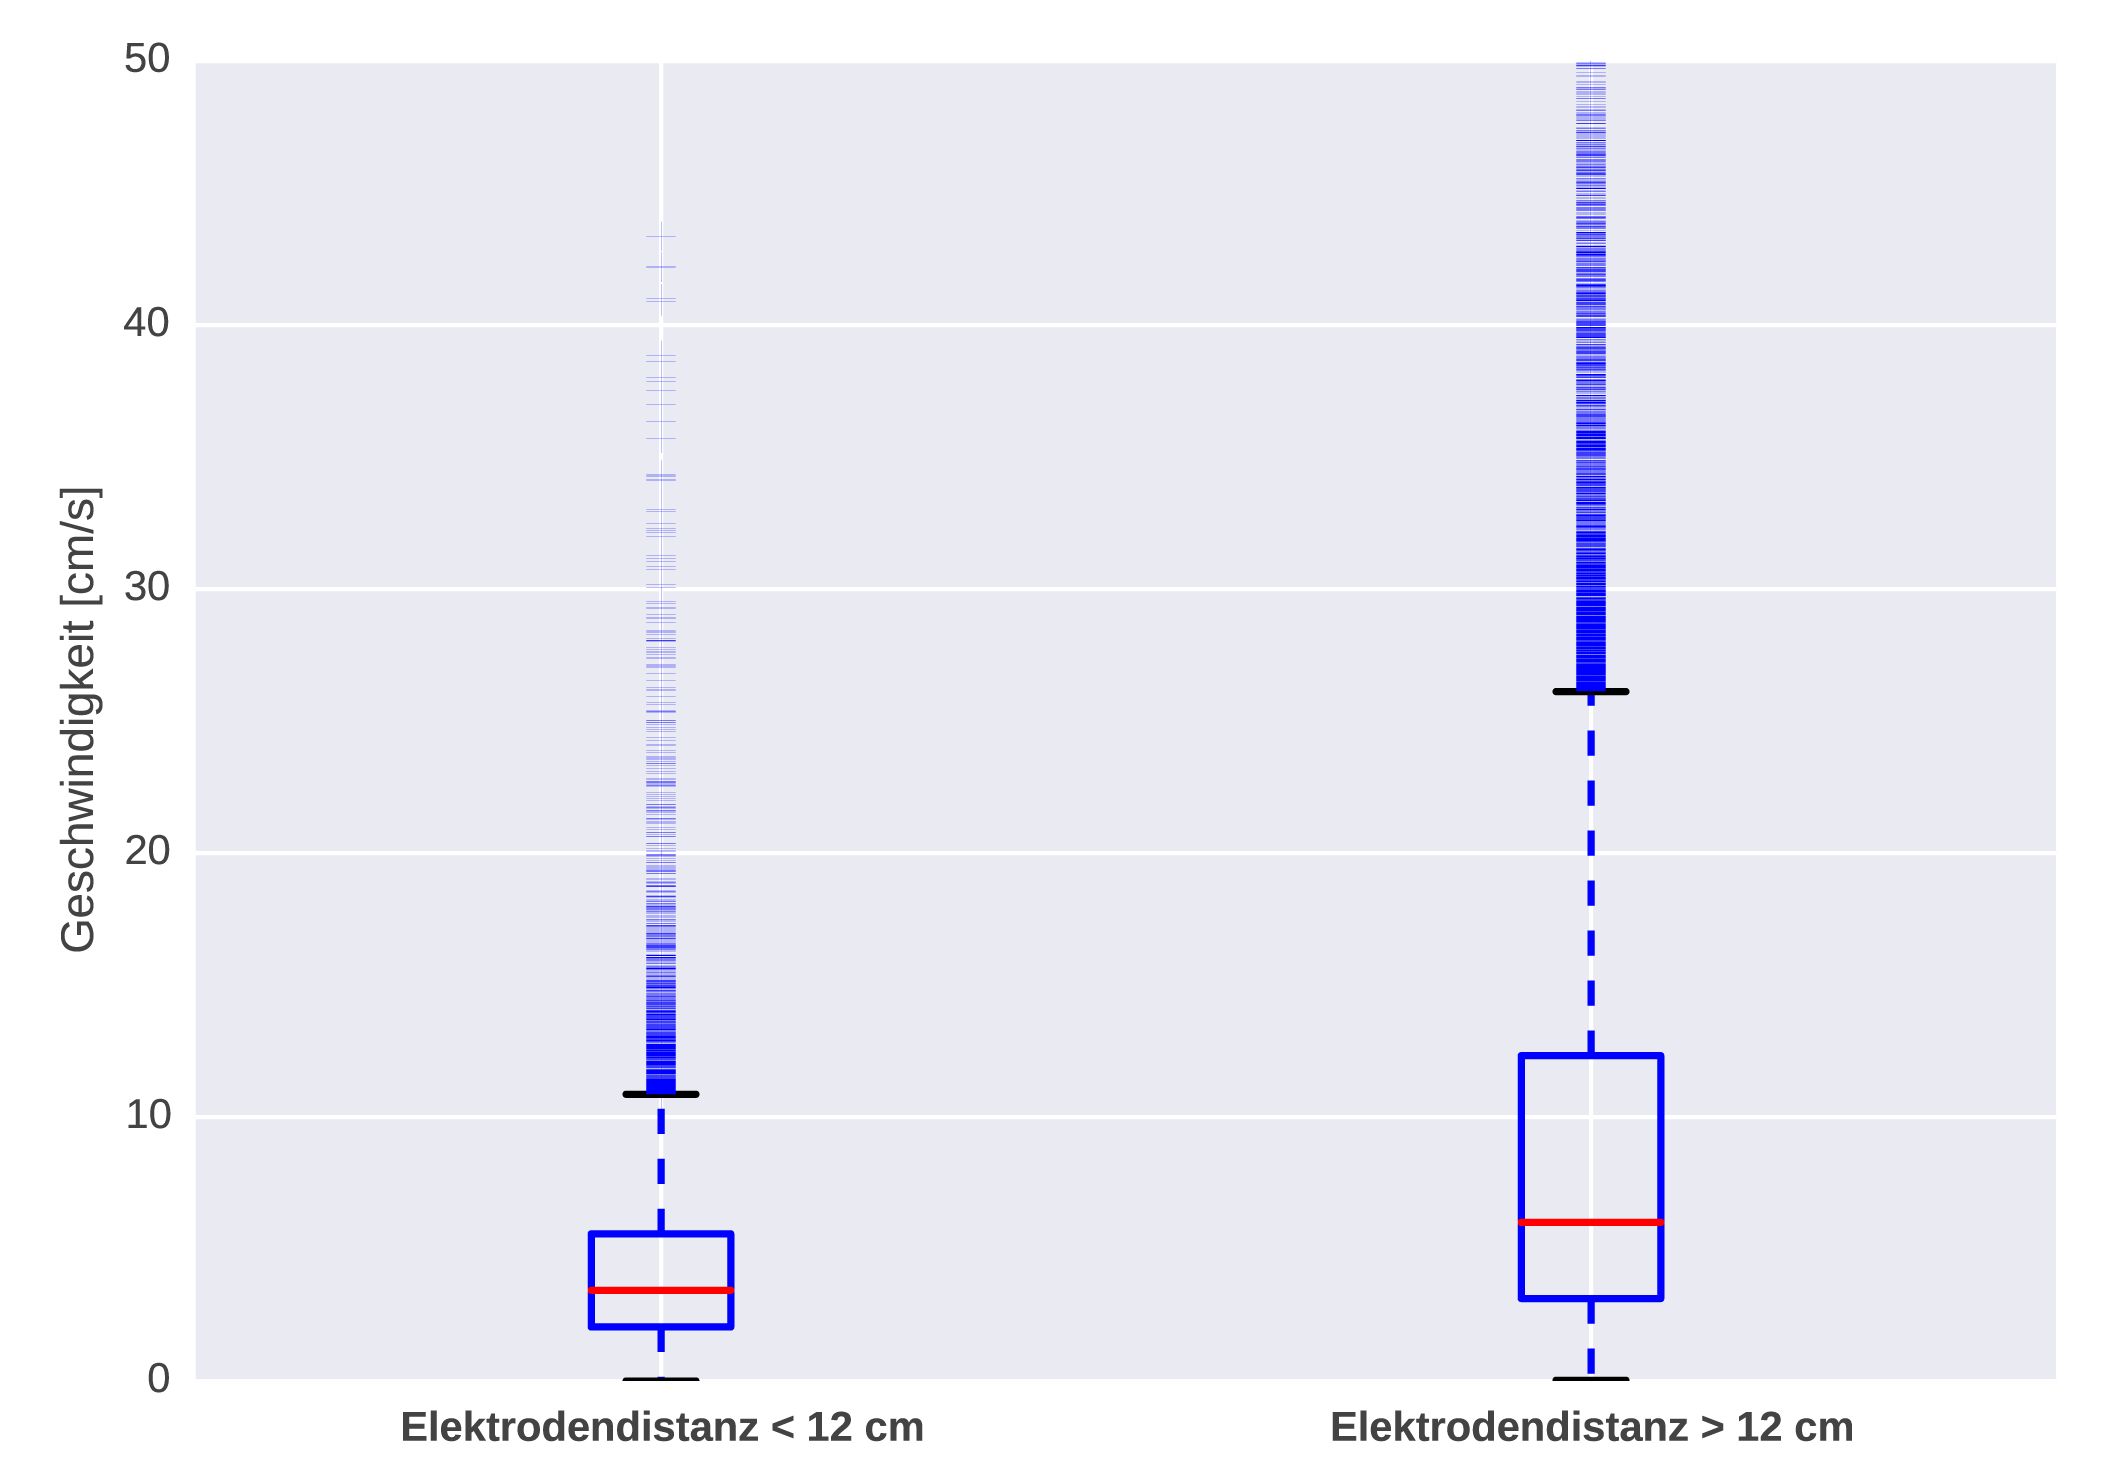 50
40
30
20
10
0
Geschwindigkeit [cm/s]
Elektrodendistanz < 12 cm
Elektrodendistanz > 12 cm